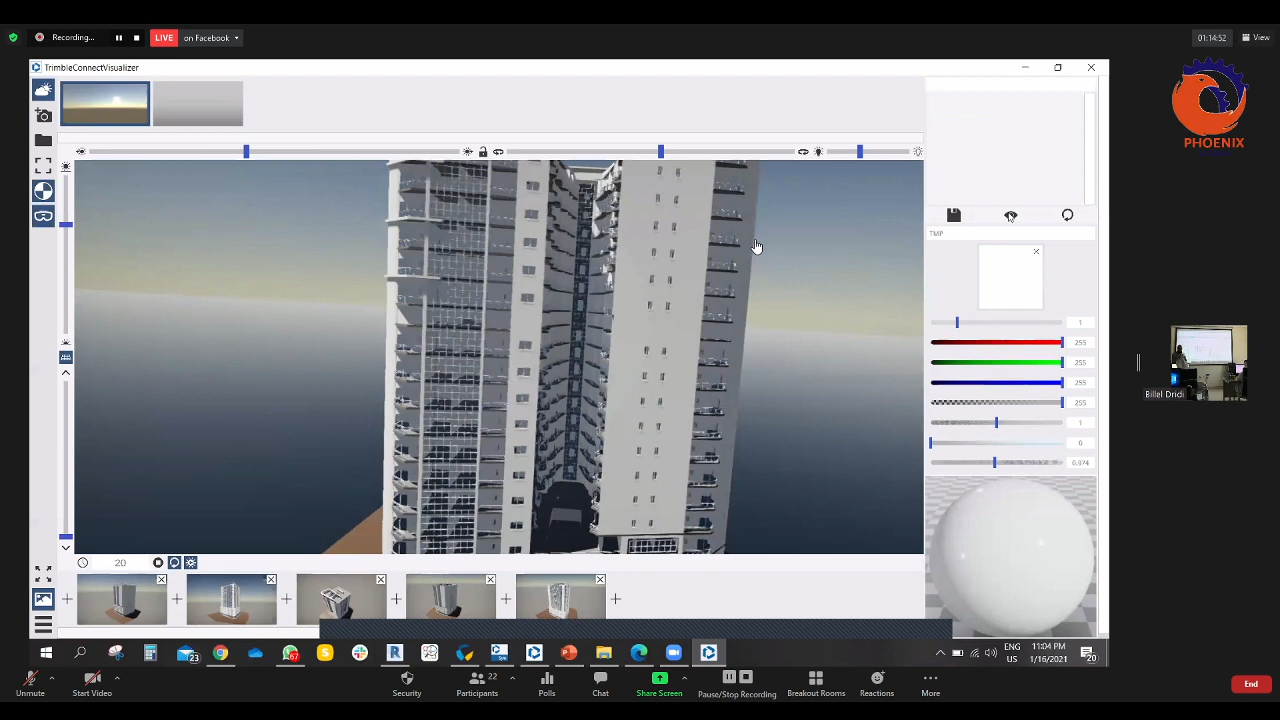 Recording...
LIVE
on Facebook
01:14:52
View
TrimbleConnectVisualizer
PHOENIX
TMP
1
255
255
255
255
1
0
0.074
Billel Dridi
20
23
67
ENG
US
11:04 PM
1/16/2021
20
Unmute
Start Video
Security
Participants
22
Polls
Chat
Share Screen
Pause/Stop Recording
Breakout Rooms
Reactions
More
End